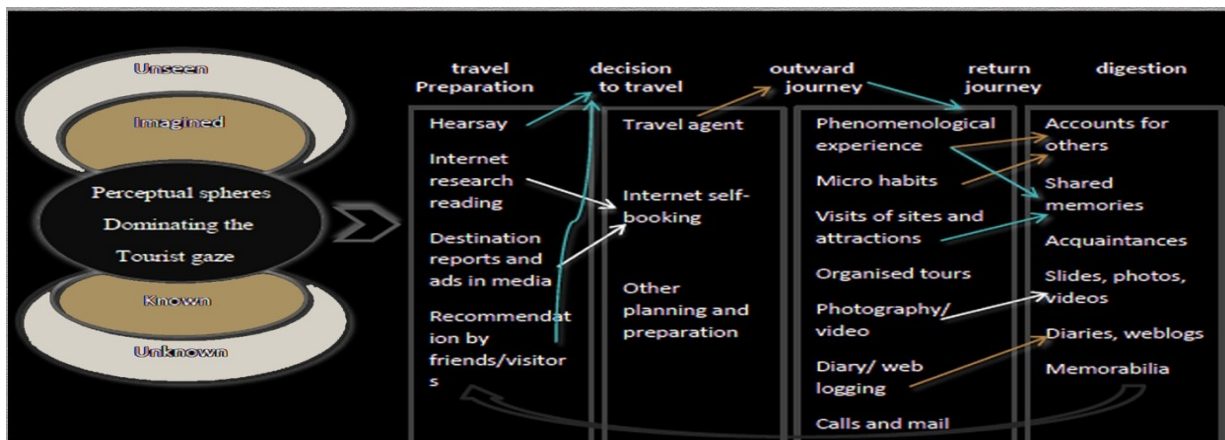 Unseen
Imagined
Perceptual spheres
Dominating the
Tourist gaze
Known
Unknown
travel
Preparation
Hearsay
Internet
research
reading
Destination
reports and
ads in media
Recommendat
ion by
friends/visitor
s
decision
to travel
Travel agent
Internet self-
booking
Other
planning and
preparation
outward
journey
Phenomenological
experience
Micro habits
Visits of sites and
attractions
Organised tours
Photography/
video
Diary/ web
logging
Calls and mail
return
journey
digestion
Accounts for
others
Shared
memories
Acquaintances
Slides, photos,
videos
Diaries, weblogs
Memorabilia